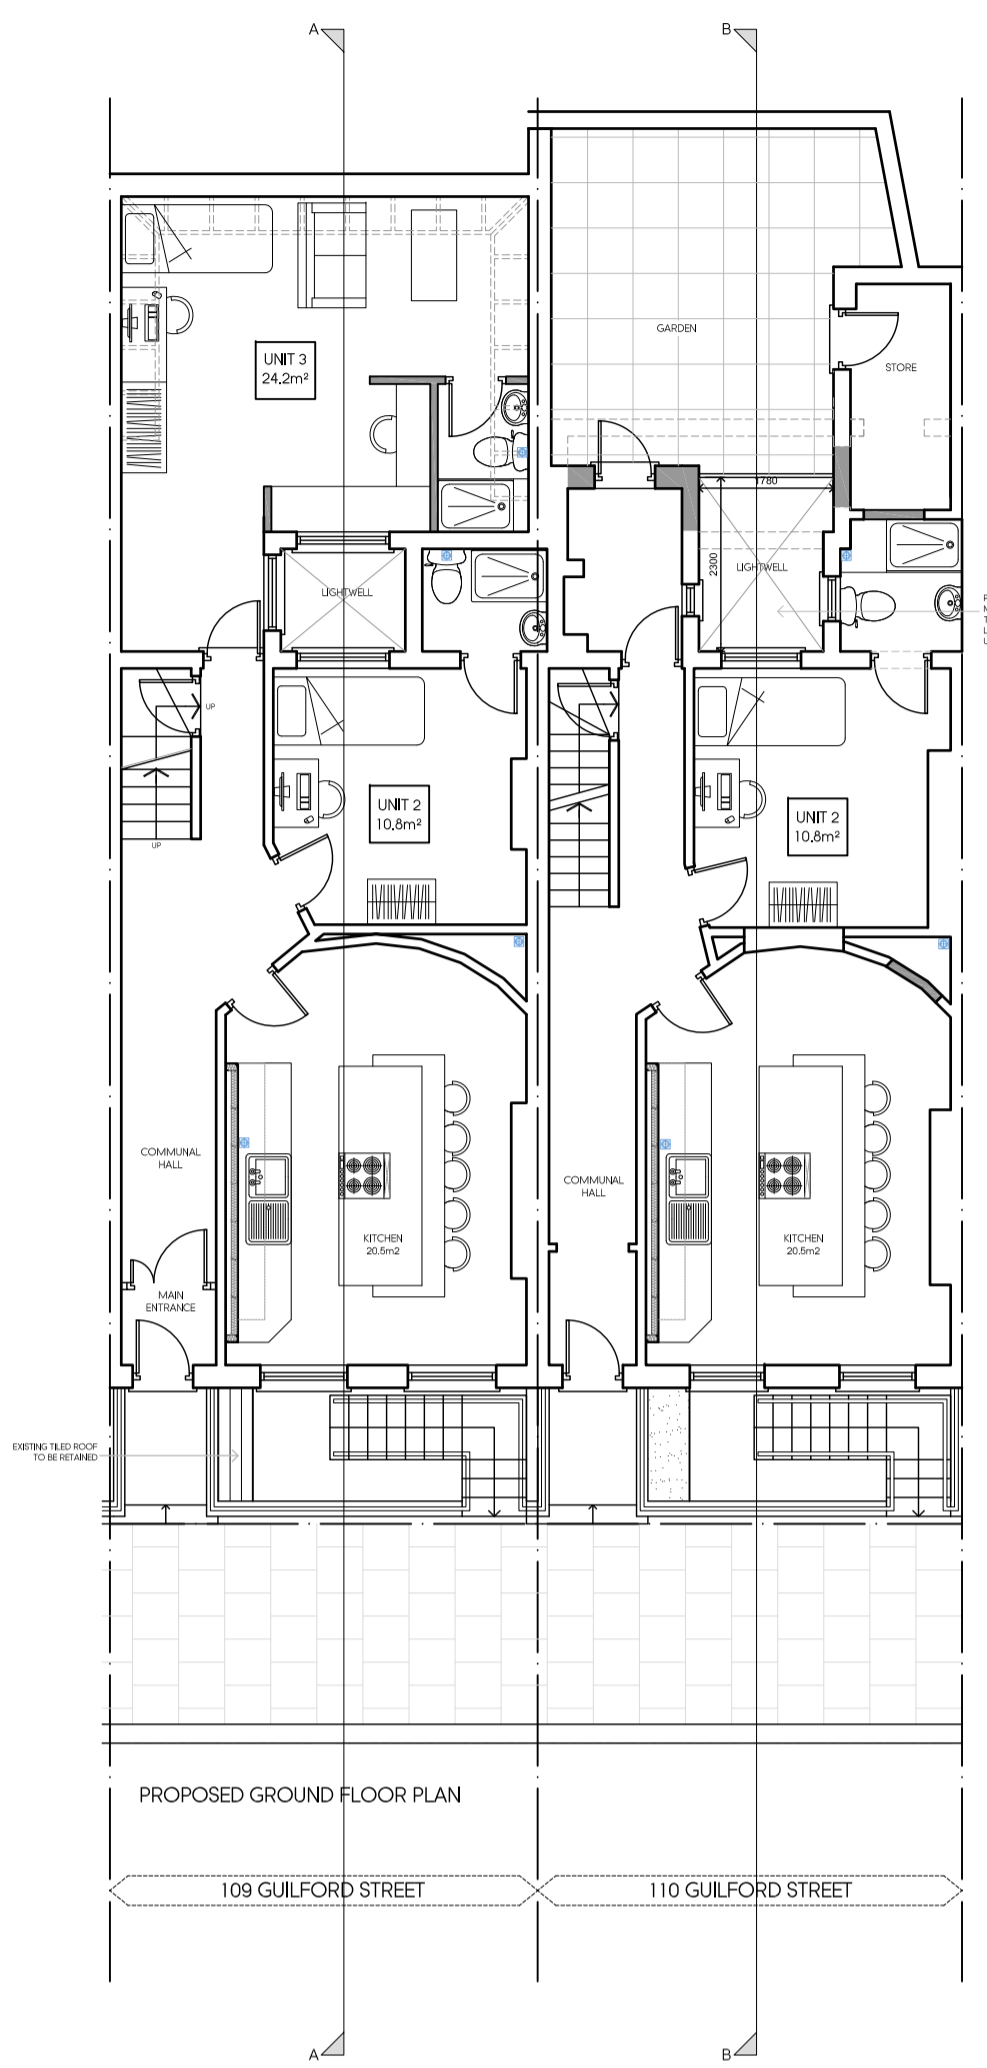 A
B
GARDEN
UNIT 3
24.2m²
STORE
1780
2300
LIGHTWELL
LIGHTWELL
UP
UNIT 2
10.8m²
UNIT 2
10.8m²
UP
COMMUNAL
HALL
COMMUNAL
HALL
KITCHEN
20.5m2
KITCHEN
20.5m2
MAIN
ENTRANCE
EXISTING TILED ROOF
TO BE RETAINED
PROPOSED GROUND FLOOR PLAN
109 GUILFORD STREET
110 GUILFORD STREET
A
B